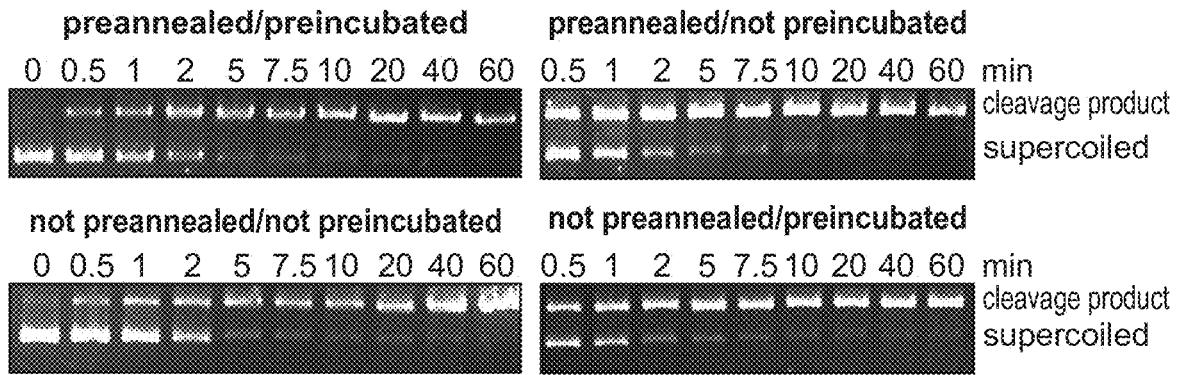 preannealed/preincubated
preannealed/not preincubated
0 0.5 1 2 5 7.5 10 20 40 60
0.5 1 2 5 7.5 10 20 40 60 min
cleavage product
supercoiled
not preannealed/not preincubated
not preannealed/preincubated
0 0.5 1 2 5 7.5 10 20 40 60
0.5 1 2 5 7.5 10 20 40 60 min
cleavage product
supercoiled